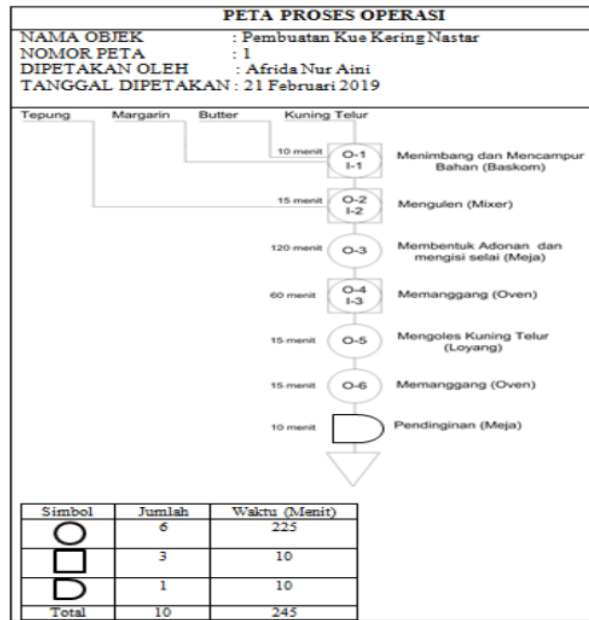 PETA PROSES OPERASI
NAMA OBJEK : Pembuatan Kue Kering Nastar
NOMOR PETA : 1
DIPETAKAN OLEH : Afrida Nur Aini
TANGGAL DIPETAKAN : 21 Februari 2019
Tepung Margarin Butter Kuning Telur
10 menit O-1 Menimbang dan Mencampur
I-1 Bahan (Baskom)
15 menit O-2 Mengulen (Mixer)
I-2
120 menit O-3 Membentuk Adonan dan
mengisi selai (Meja)
60 menit O-4 Memanggang (Oven)
I-3
15 menit O-5 Mengoles Kuning Telur
(Loyang)
15 menit O-6 Memanggang (Oven)
10 menit Pendinginan (Meja)
Simbol Jumlah Waktu (Menit)
6 225
3 10
1 10
Total 10 245